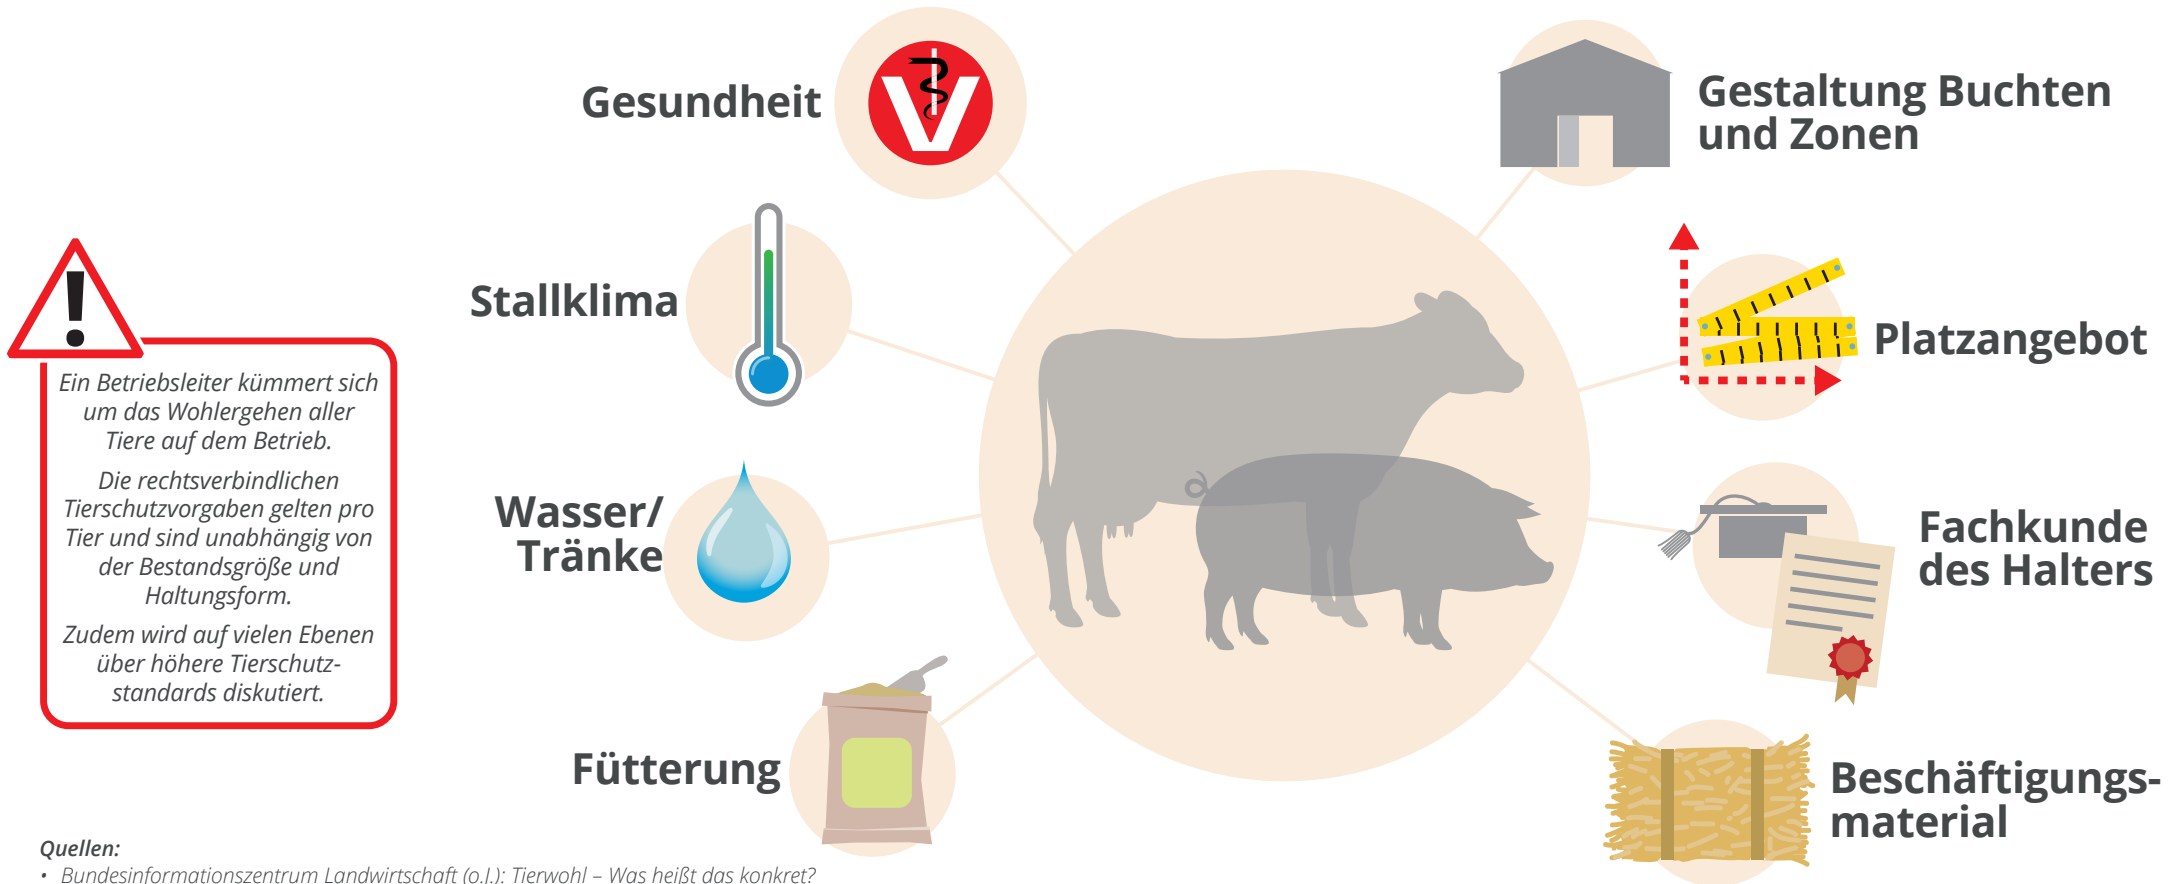 Gesundheit
Gestaltung Buchten
und Zonen
Stallklima
Platzangebot
Ein Betriebsleiter kümmert sich
um das Wohlergehen aller
Tiere auf dem Betrieb.
Die rechtsverbindlichen
Tierschutzvorgaben gelten pro
Tier und sind unabhängig von
der Bestandsgröße und
Haltungsform.
Zudem wird auf vielen Ebenen
über höhere Tierschutz-
standards diskutiert.
Wasser/
Tränke
Fachkunde
des Halters
Fütterung
Beschäftigungs-
material
Quellen:
• Bundesinformationszentrum Landwirtschaft (o.J.): Tierwohl – Was heißt das konkret?